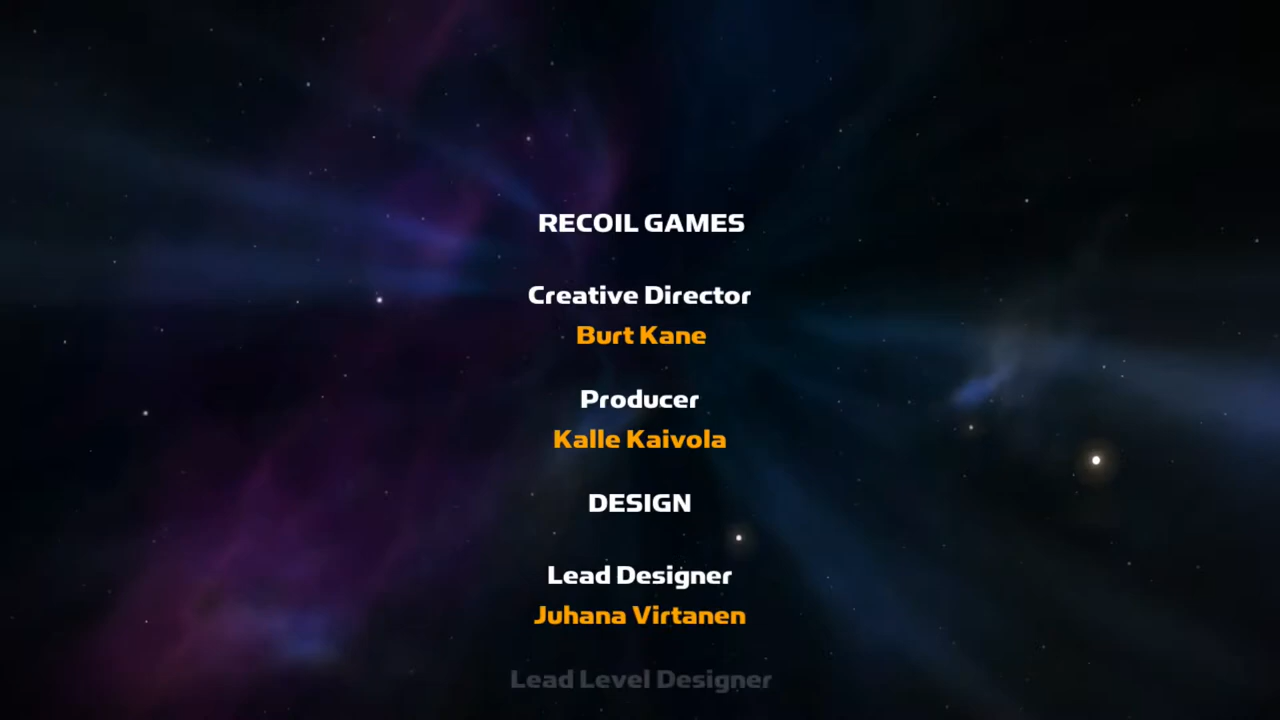 RECOIL GAMES
Creative Director
Burt Kane
Producer
Kalle Kaivola
DESIGN
Lead Designer
Juhana Virtanen
Lead Level Designer